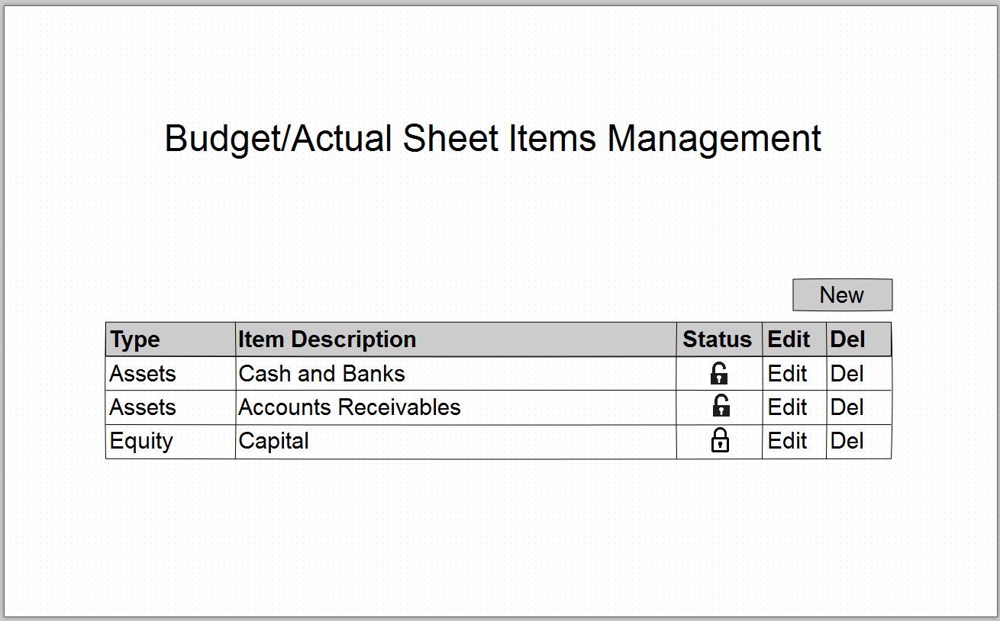 Budget/Actual Sheet Items Management
New
Type Item Description Status Edit Del
Assets Cash and Banks Edit Del
Assets Accounts Receivables Edit Del
Equity Capital Edit Del